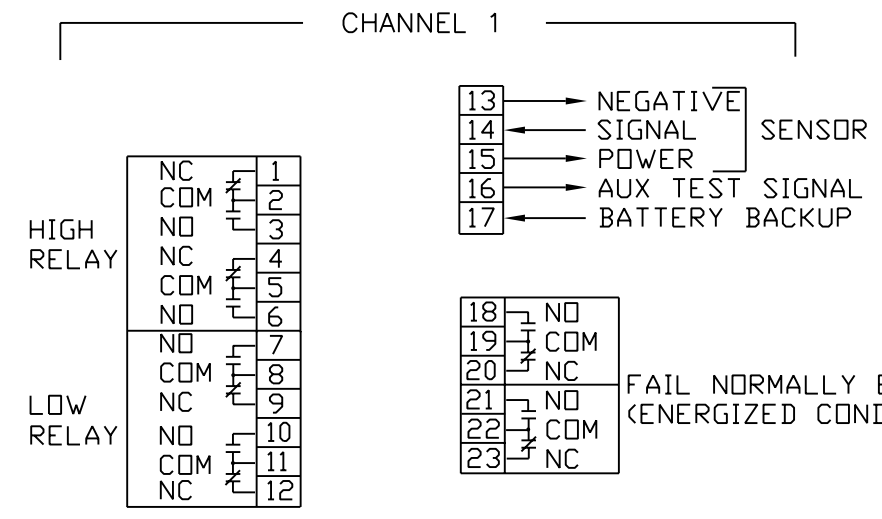 CHANNEL 1
NC 1
COM 2
NO 3
NC 4
COM 5
NO 6
HIGH
RELAY
NO 7
COM 8
NC 9
NO 10
COM 11
NC 12
LOW
RELAY
13 NEGATIVE
14 SIGNAL
15 POWER
SENSOR
16 AUX TEST SIGNAL
17 BATTERY BACKUP
18 NO
19 COM
20 NC
21 NO
22 COM
23 NC
FAIL NORMALLY
(ENERGIZED